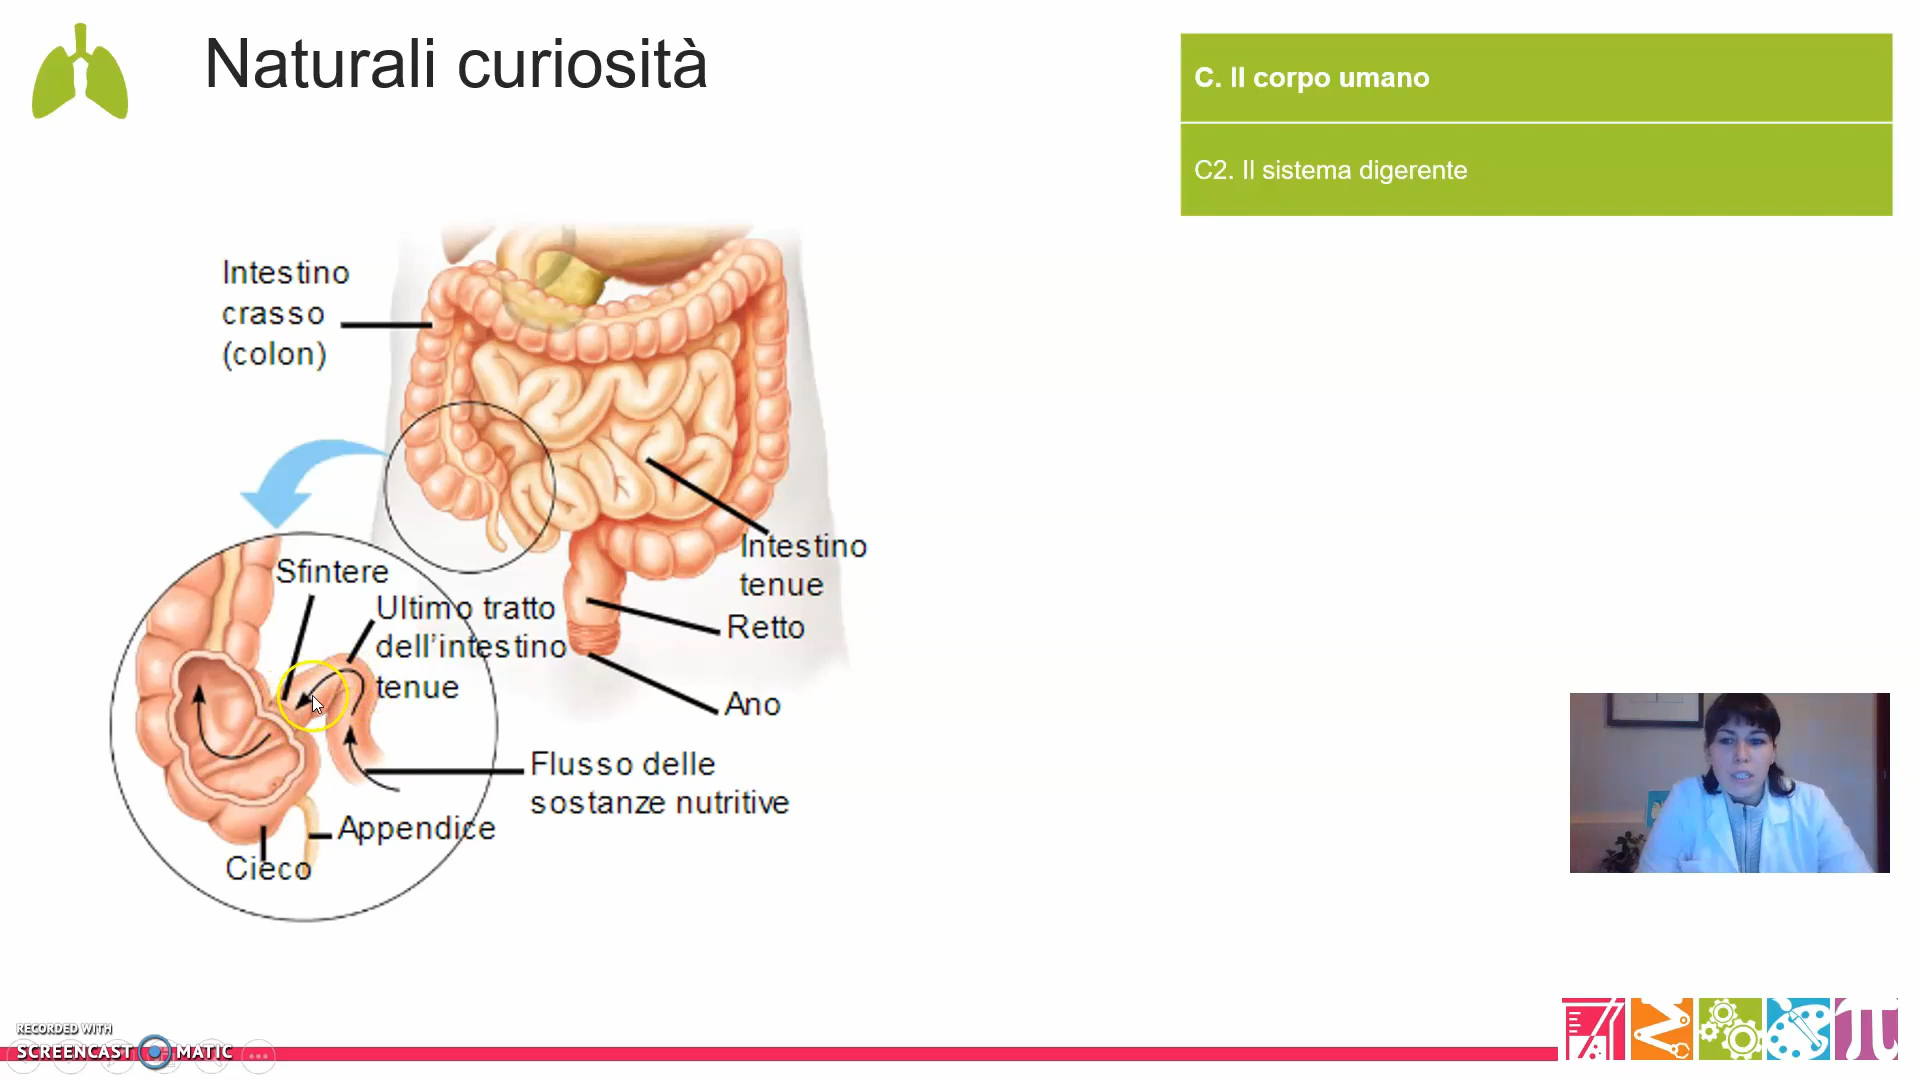 Naturali curiosità
C. Il corpo umano
C2. Il sistema digerente
Intestino
crasso
(colon)
Intestino
tenue
Retto
Ano
Sfintere
Ultimo tratto
dell'intestino
tenue
Flusso delle
sostanze nutritive
Appendice
Cieco
RECORDED WITH
SCREENCAST MATIC